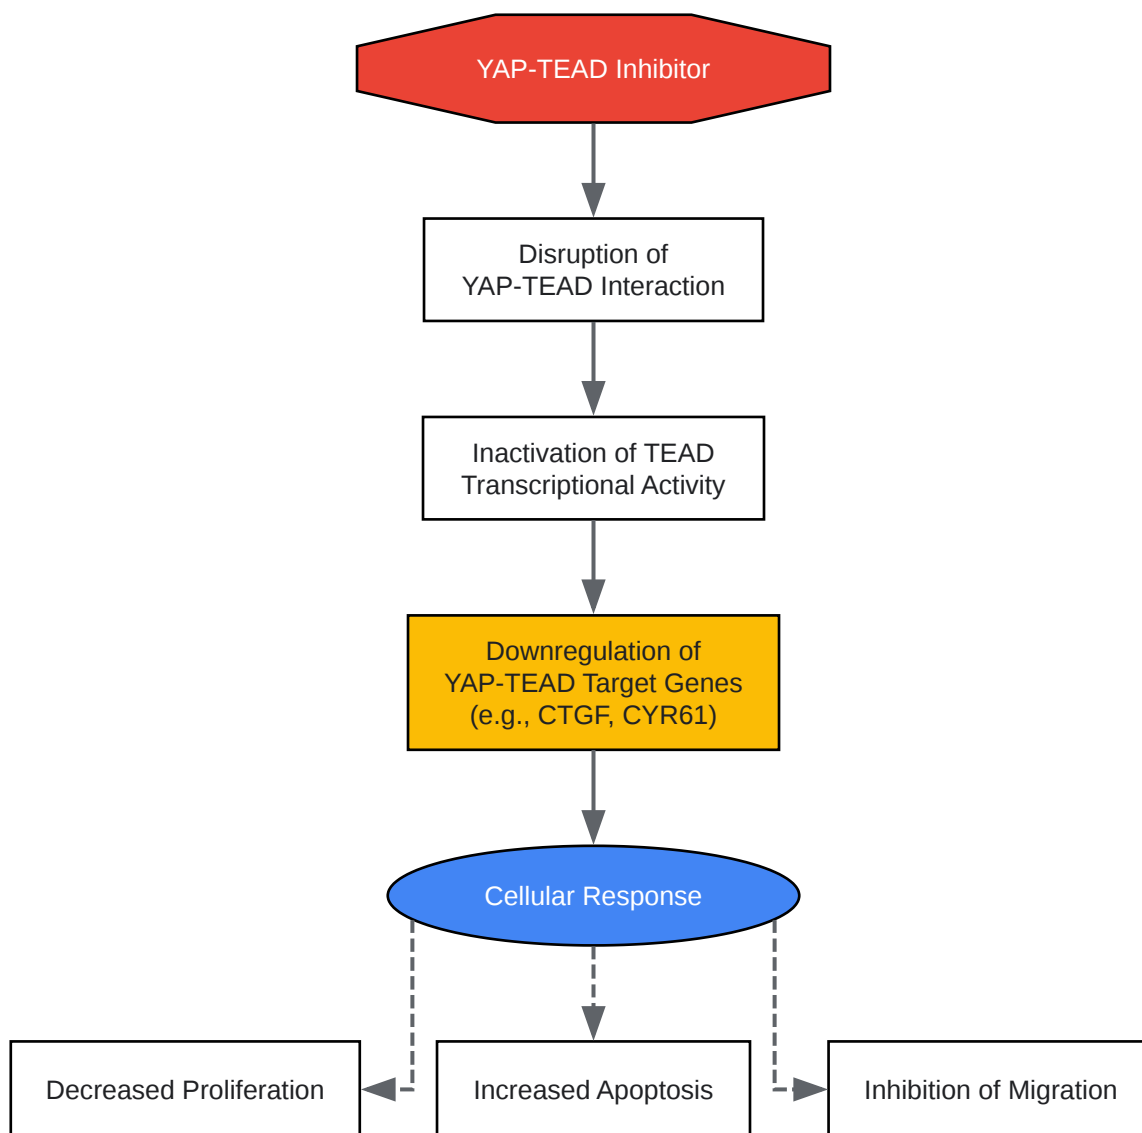 YAP-TEAD Inhibitor
Disruption of
YAP-TEAD Interaction
Inactivation of TEAD
Transcriptional Activity
Downregulation of
YAP-TEAD Target Genes
(e.g., CTGF, CYR61)
Cellular Response
Decreased Proliferation
Increased Apoptosis
Inhibition of Migration